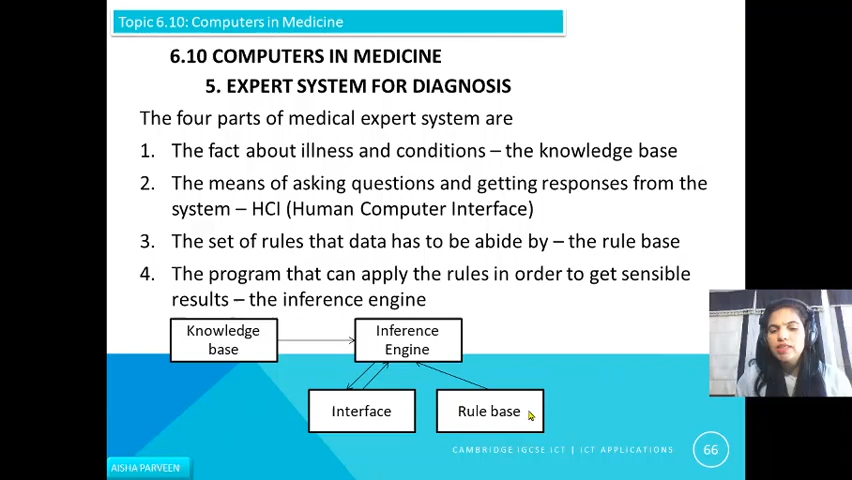 Topic 6.10: Computers in Medicine
6.10 COMPUTERS IN MEDICINE
5. EXPERT SYSTEM FOR DIAGNOSIS
The four parts of medical expert system are
1. The fact about illness and conditions – the knowledge base
2. The means of asking questions and getting responses from the
system – HCI (Human Computer Interface)
3. The set of rules that data has to be abide by – the rule base
4. The program that can apply the rules in order to get sensible
results – the inference engine
Knowledge
base
Inference
Engine
Interface
Rule base
CAMBRIDGE IGCSE ICT | ICT APPLICATIONS
66
AISHA PARVEEN